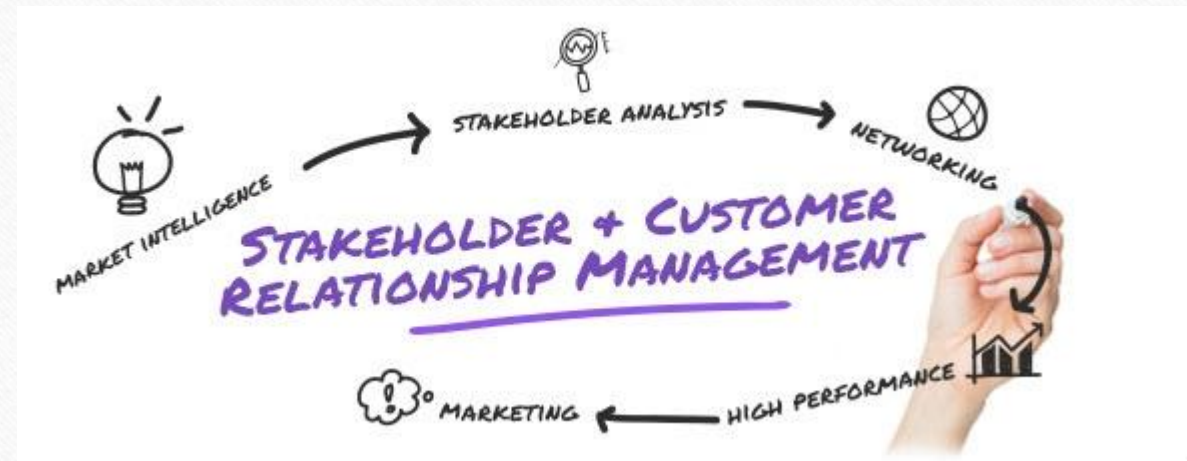 MARKET INTELLIGENCE
STAKEHOLDER ANALYSIS
NETWORKING
STAKEHOLDER & CUSTOMER
RELATIONSHIP MANAGEMENT
HIGH PERFORMANCE
MARKETING